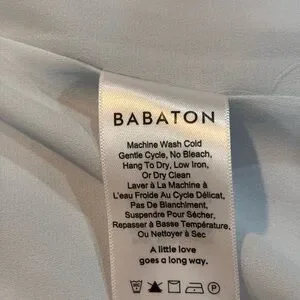 BABATON
Machine Wash Cold
Gentle Cycle, No Bleach,
Hang To Dry, Low Iron,
Or Dry Clean
Laver À La Machine à
L'eau Froide Au Cycle Délicat,
Pas De Blanchiment,
Suspendre Pour Sécher,
Repasser à Basse Température.
Ou Nettoyer à Sec
A little love
goes a long way.